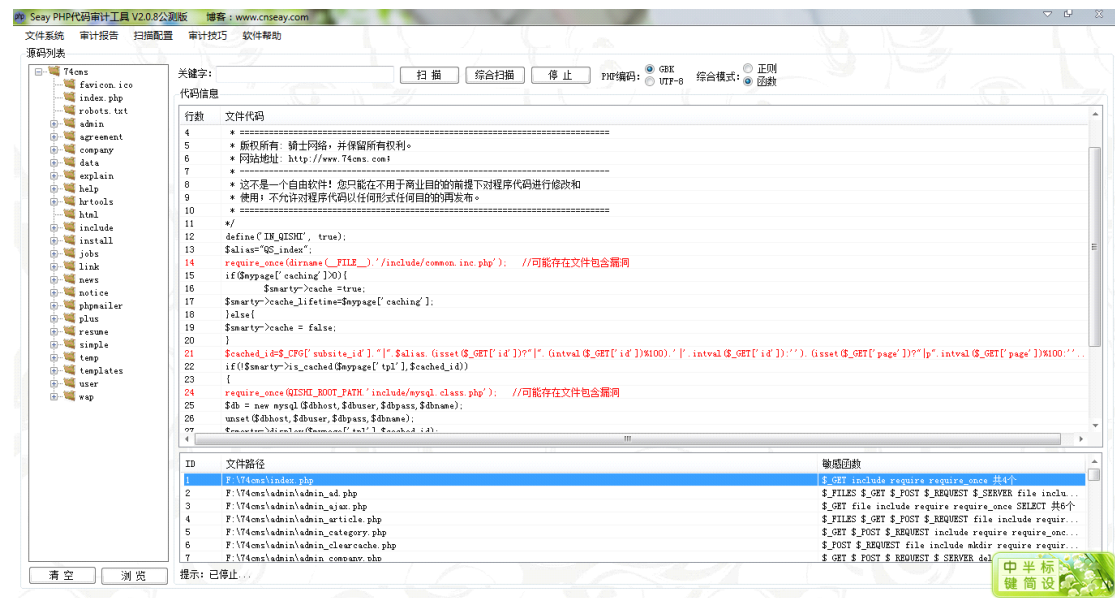 Seay PHP代码审计工具 V2.0.8公测版 博客:www.cnseay.com
文件系统 审计报告 扫描配置 审计技巧 软件帮助
源码列表
74cms
favicon.ico
index.php
robots.txt
admin
agreement
company
data
explain
help
hrtools
html
include
install
jobs
link
news
notice
phpmailer
plus
resume
simple
temp
templates
user
wap
清空 浏览
关键字: 扫描 综合扫描 停止 PHP编码: GBK UTF-8 综合模式: 正则 函数
代码信息
行数 文件代码
4 * =====================================================================
5 * 版权所有: 骑士网络,并保留所有权利。
6 * 网站地址: http://www.74cms.com;
7 * ---------------------------------------------------------------------
8 * 这不是一个自由软件!您只能在不用于商业目的的前提下对程序代码进行修改和
9 * 使用;不允许对程序代码以任何形式任何目的的再发布。
10 * =====================================================================
11 */
12 define('IN_QISHI', true);
13 $alias="QS_index";
14 require_once(dirname(__FILE__).'/include/common.inc.php'); //可能存在文件包含漏洞
15 if($mypage['caching']>0){
16 $smarty->cache =true;
17 $smarty->cache_lifetime=$mypage['caching'];
18 }else{
19 $smarty->cache = false;
20 }
21 $cached_id=$_CFG['subsite_id']."|".$alias.(isset($_GET['id'])?"|".(intval($_GET['id'])%100).'|'.intval($_GET['id']):'').(isset($_GET['page'])?"|p".intval($_GET['page'])%100:''..
22 if(!$smarty->is_cached($mypage['tpl'],$cached_id))
23 {
24 require_once(QISHI_ROOT_PATH.'include/mysql.class.php'); //可能存在文件包含漏洞
25 $db = new mysql($dbhost,$dbuser,$dbpass,$dbname);
26 unset($dbhost,$dbuser,$dbpass,$dbname);
27 $smarty->display($mypage['tpl'],$cached_id);
ID 文件路径 敏感函数
1 F:\74cms\index.php $_GET include require require_once 共4个
2 F:\74cms\admin\admin_ad.php $_FILES $_GET $_POST $_REQUEST $_SERVER file inclu...
3 F:\74cms\admin\admin_ajax.php $_GET file include require require_once SELECT 共6个
4 F:\74cms\admin\admin_article.php $_FILES $_GET $_POST $_REQUEST file include requir...
5 F:\74cms\admin\admin_category.php $_GET $_POST $_REQUEST include require require_onc...
6 F:\74cms\admin\admin_clearcache.php $_POST $_REQUEST file include mkdir require requir...
7 F:\74cms\admin\admin_company.php $_GET $_POST $_REQUEST $_SERVER del
提示: 已停止...
中半标
键简设